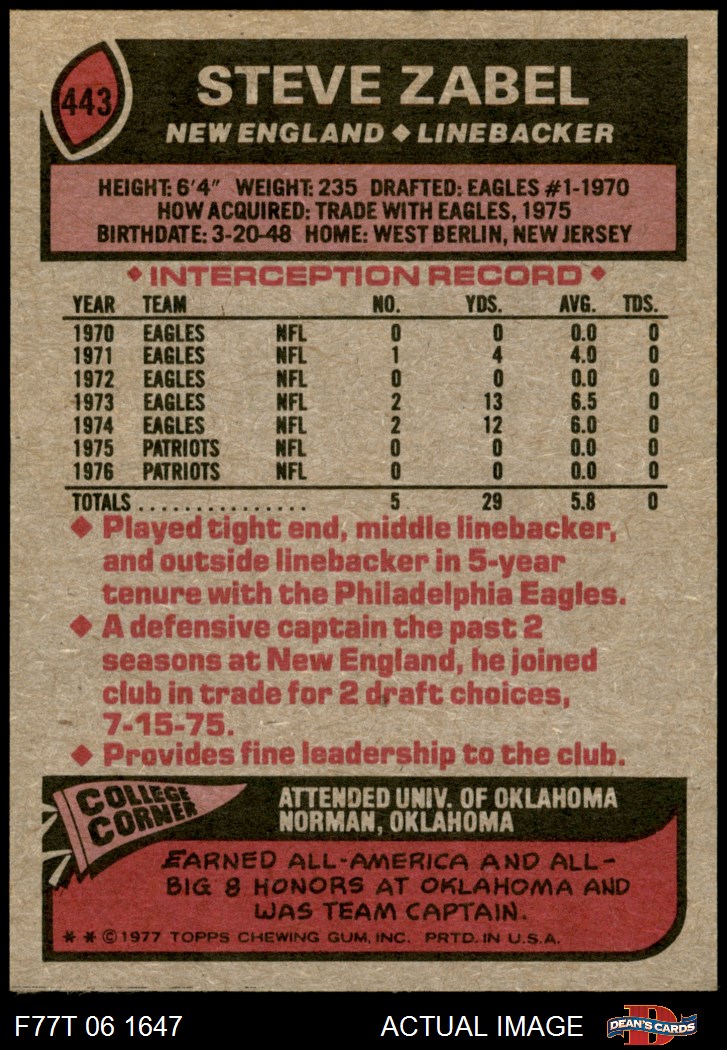 443
STEVE ZABEL
NEW ENGLAND ◆ LINEBACKER
HEIGHT: 6'4" WEIGHT: 235 DRAFTED: EAGLES #1-1970
HOW ACQUIRED: TRADE WITH EAGLES, 1975
BIRTHDATE: 3-20-48 HOME: WEST BERLIN, NEW JERSEY
◆ INTERCEPTION RECORD ◆
YEAR TEAM NO. YDS. AVG. TDS.
1970 EAGLES NFL 0 0 0.0 0
1971 EAGLES NFL 1 4 4.0 0
1972 EAGLES NFL 0 0 0.0 0
1973 EAGLES NFL 2 13 6.5 0
1974 EAGLES NFL 2 12 6.0 0
1975 PATRIOTS NFL 0 0 0.0 0
1976 PATRIOTS NFL 0 0 0.0 0
TOTALS ................ 5 29 5.8 0
◆ Played tight end, middle linebacker,
and outside linebacker in 5-year
tenure with the Philadelphia Eagles.
◆ A defensive captain the past 2
seasons at New England, he joined
club in trade for 2 draft choices,
7-15-75.
◆ Provides fine leadership to the club.
COLLEGE
CORNER
ATTENDED UNIV. OF OKLAHOMA
NORMAN, OKLAHOMA
EARNED ALL-AMERICA AND ALL-
BIG 8 HONORS AT OKLAHOMA AND
WAS TEAM CAPTAIN.
* * © 1977 TOPPS CHEWING GUM, INC. PRTD. IN U.S.A.
F77T 06 1647 ACTUAL IMAGE
D
DEAN'S CARDS